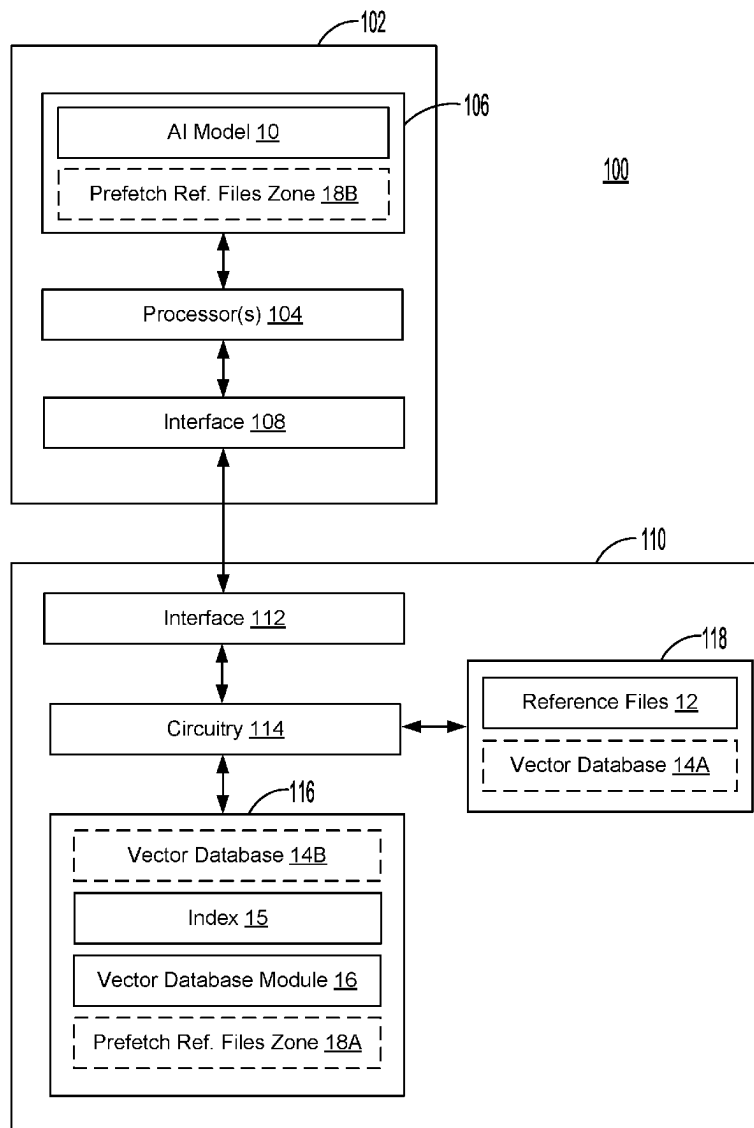 102
106
AI Model 10
100
Prefetch Ref. Files Zone 18B
Processor(s) 104
Interface 108
110
Interface 112
118
Reference Files 12
Circuitry 114
Vector Database 14A
116
Vector Database 14B
Index 15
Vector Database Module 16
Prefetch Ref. Files Zone 18A